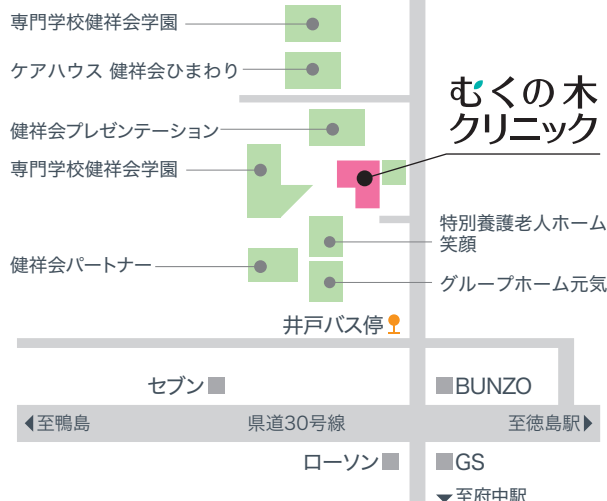 専門学校健祥会学園
ケアハウス 健祥会ひまわり
むくの木
クリニック
健祥会プレゼンテーション
専門学校健祥会学園
特別養護老人ホーム
笑顔
健祥会パートナー
グループホーム元気
井戸バス停
セブン
BUNZO
至鴨島
県道30号線
至徳島駅
ローソン
GS
至府中駅